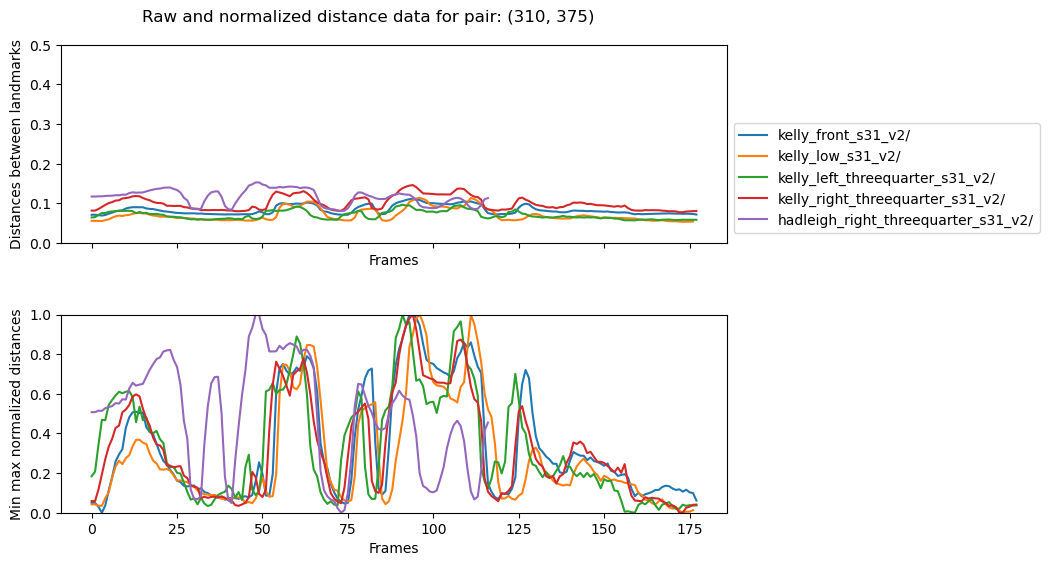 Raw and normalized distance data for pair: (310, 375)
Distances between landmarks
0.5
0.4
0.3
0.2
0.1
0.0
Frames
kelly_front_s31_v2/
kelly_low_s31_v2/
kelly_left_threequarter_s31_v2/
kelly_right_threequarter_s31_v2/
hadleigh_right_threequarter_s31_v2/
Min max normalized distances
1.0
0.8
0.6
0.4
0.2
0.0
0 25 50 75 100 125 150 175
Frames